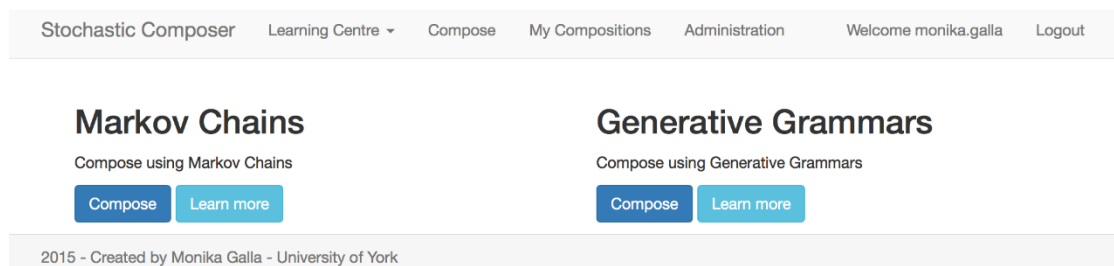 Stochastic Composer Learning Centre Compose My Compositions Administration Welcome monika.galla Logout
Markov Chains
Compose using Markov Chains
Compose Learn more
Generative Grammars
Compose using Generative Grammars
Compose Learn more
2015 - Created by Monika Galla - University of York